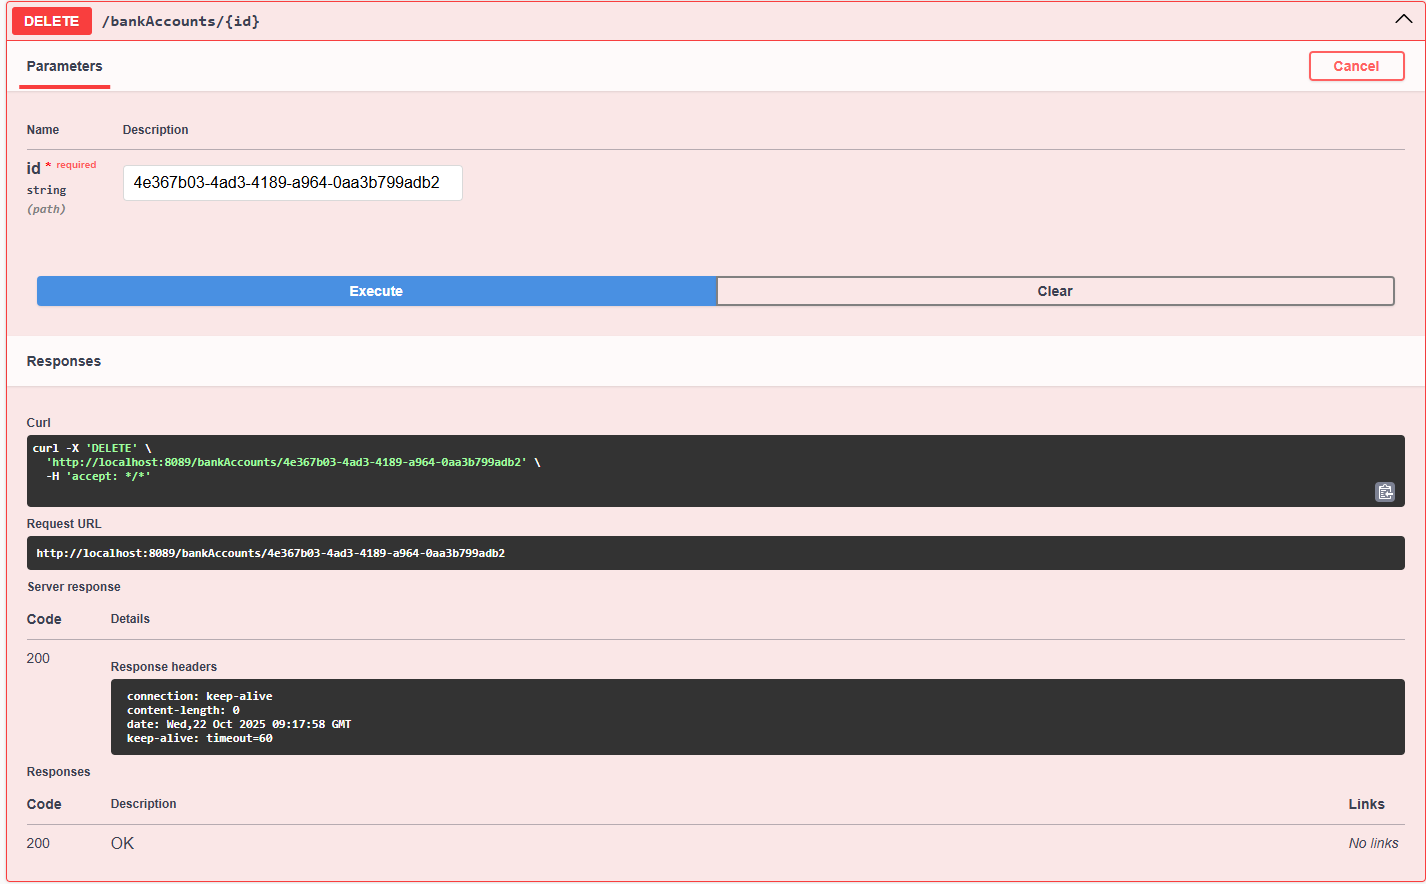 DELETE /bankAccounts/{id}
Parameters
Cancel
Name Description
id * required
string
(path)
4e367b03-4ad3-4189-a964-0aa3b799adb2
Execute Clear
Responses
Curl
curl -X 'DELETE' \
'http://localhost:8089/bankAccounts/4e367b03-4ad3-4189-a964-0aa3b799adb2' \
-H 'accept: */*'
Request URL
http://localhost:8089/bankAccounts/4e367b03-4ad3-4189-a964-0aa3b799adb2
Server response
Code Details
200
Response headers
connection: keep-alive
content-length: 0
date: Wed,22 Oct 2025 09:17:58 GMT
keep-alive: timeout=60
Responses
Code Description Links
200 OK No links